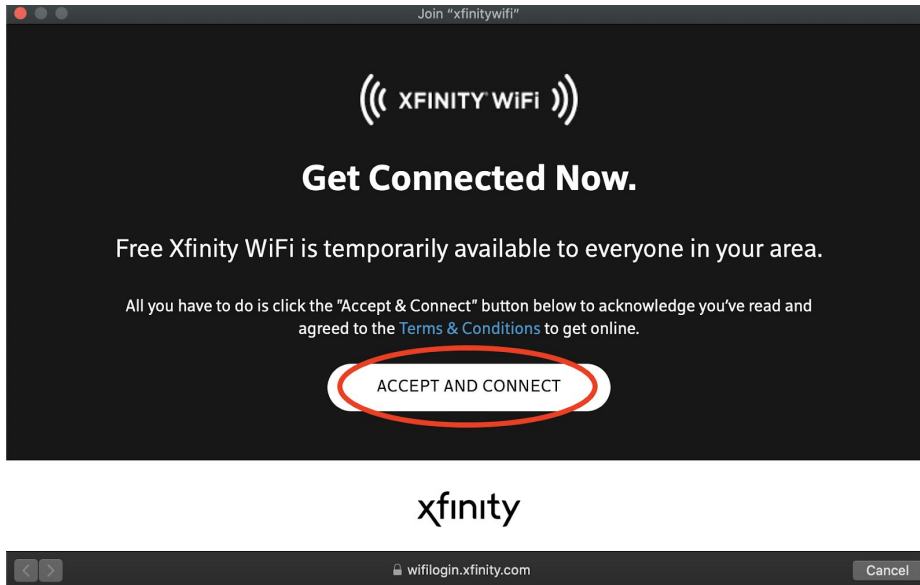 Join “xfinitywifi”
XFINITY WiFi
Get Connected Now.
Free Xfinity WiFi is temporarily available to everyone in your area.
All you have to do is click the "Accept & Connect" button below to acknowledge you've read and
agreed to the Terms & Conditions to get online.
ACCEPT AND CONNECT
xfinity
wifilogin.xfinity.com
Cancel